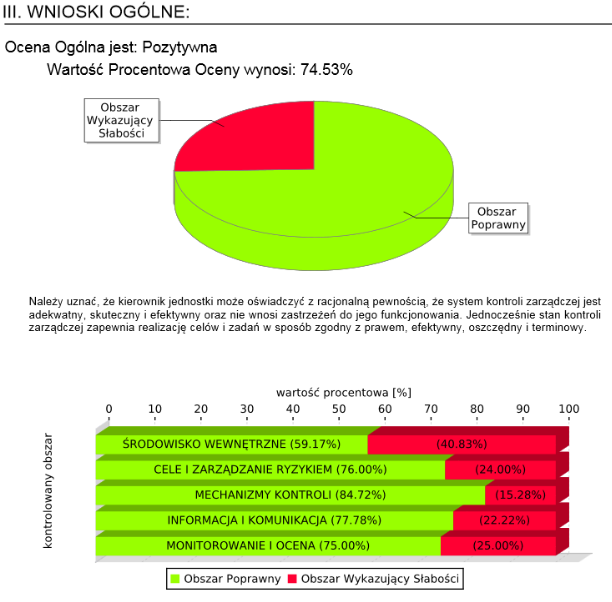 III. WNIOSKI OGÓLNE:
Ocena Ogólna jest: Pozytywna
Wartość Procentowa Oceny wynosi: 74.53%
Obszar
Wykazujący
Słabości
Obszar
Poprawny
Należy uznać, że kierownik jednostki może oświadczyć z racjonalną pewnością, że system kontroli zarządczej jest
adekwatny, skuteczny i efektywny oraz nie wnosi zastrzeżeń do jego funkcjonowania. Jednocześnie stan kontroli
zarządczej zapewnia realizację celów i zadań w sposób zgodny z prawem, efektywny, oszczędny i terminowy.
wartość procentowa [%]
0 10 20 30 40 50 60 70 80 90 100
kontrolowany obszar
ŚRODOWISKO WEWNĘTRZNE (59.17%) (40.83%)
CELE I ZARZĄDZANIE RYZYKIEM (76.00%) (24.00%)
MECHANIZMY KONTROLI (84.72%) (15.28%)
INFORMACJA I KOMUNIKACJA (77.78%) (22.22%)
MONITOROWANIE I OCENA (75.00%) (25.00%)
Obszar Poprawny Obszar Wykazujący Słabości